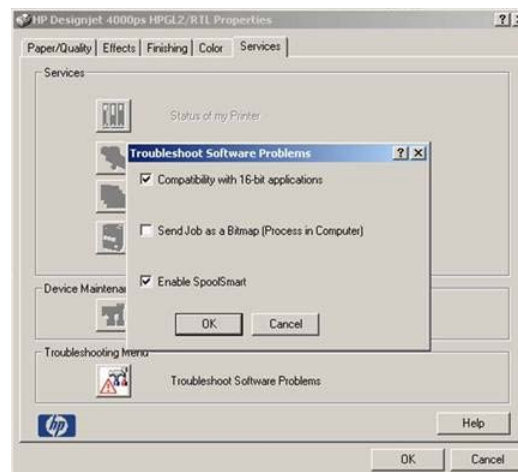 HP Designjet 4000ps HPGL2/RTL Properties
Paper/Quality Effects Finishing Color Services
Services
Status of my Printer
Troubleshoot Software Problems
Compatibility with 16-bit applications
Send Job as a Bitmap (Process in Computer)
Enable SpoolSmart
OK Cancel
Device Maintena
Troubleshooting Menu
Troubleshoot Software Problems
hp
Help
OK Cancel